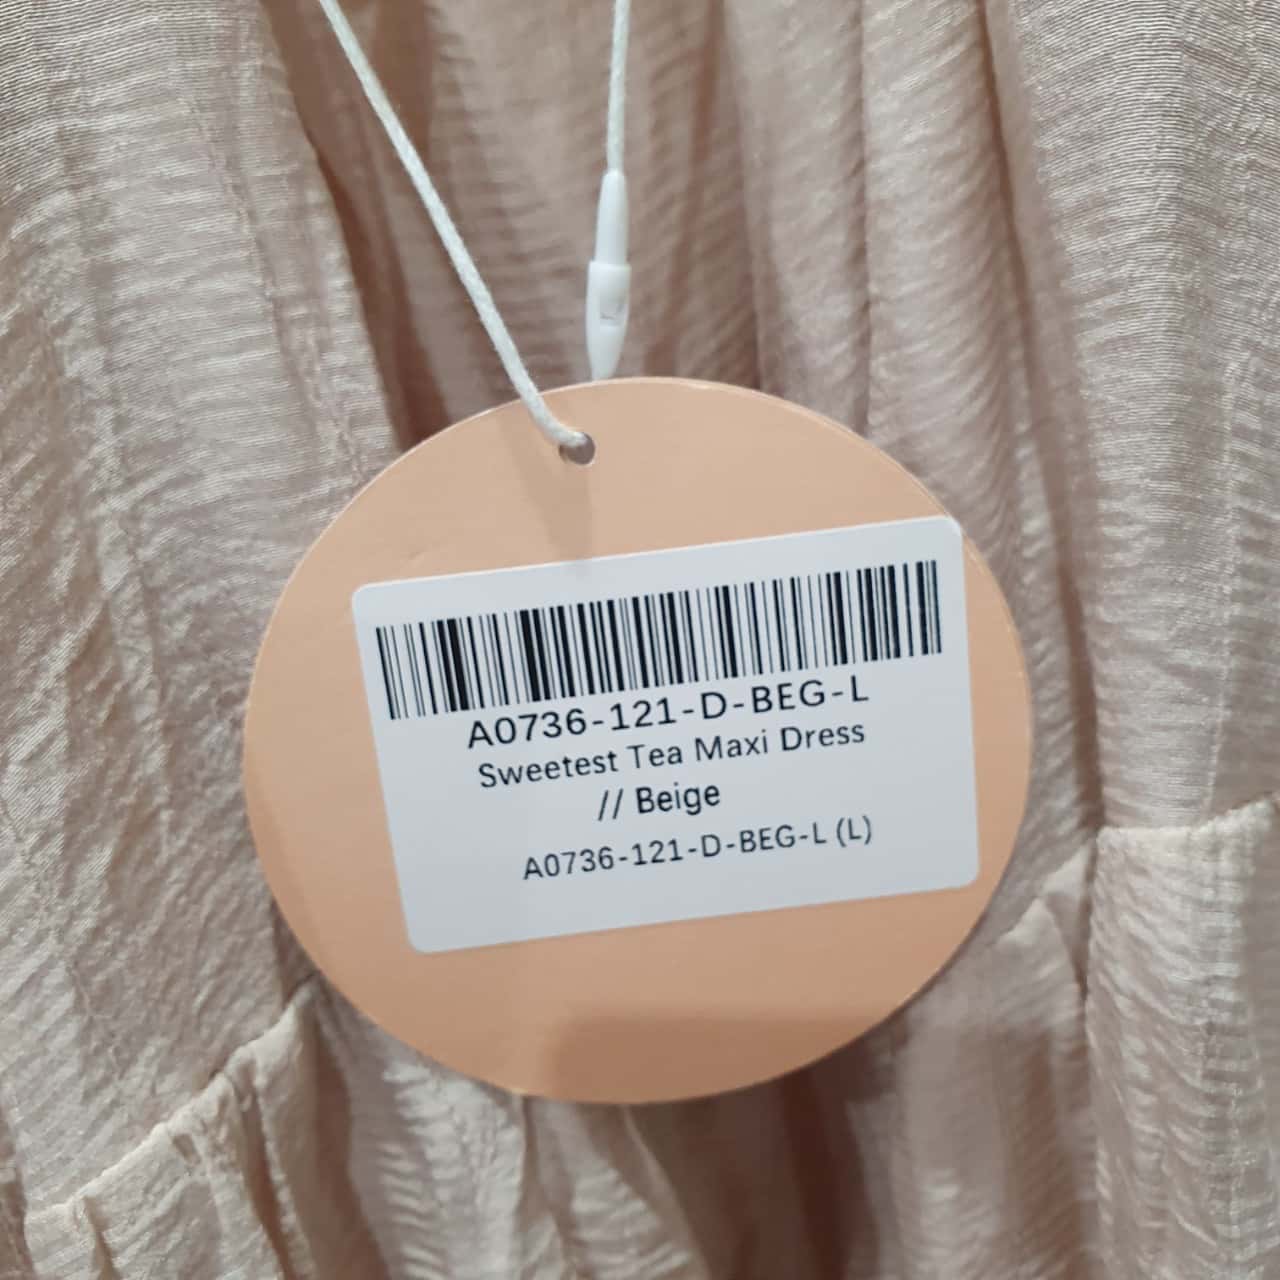 A0736-121-D-BEG-L
Sweetest Tea Maxi Dress
// Beige
A0736-121-D-BEG-L (L)